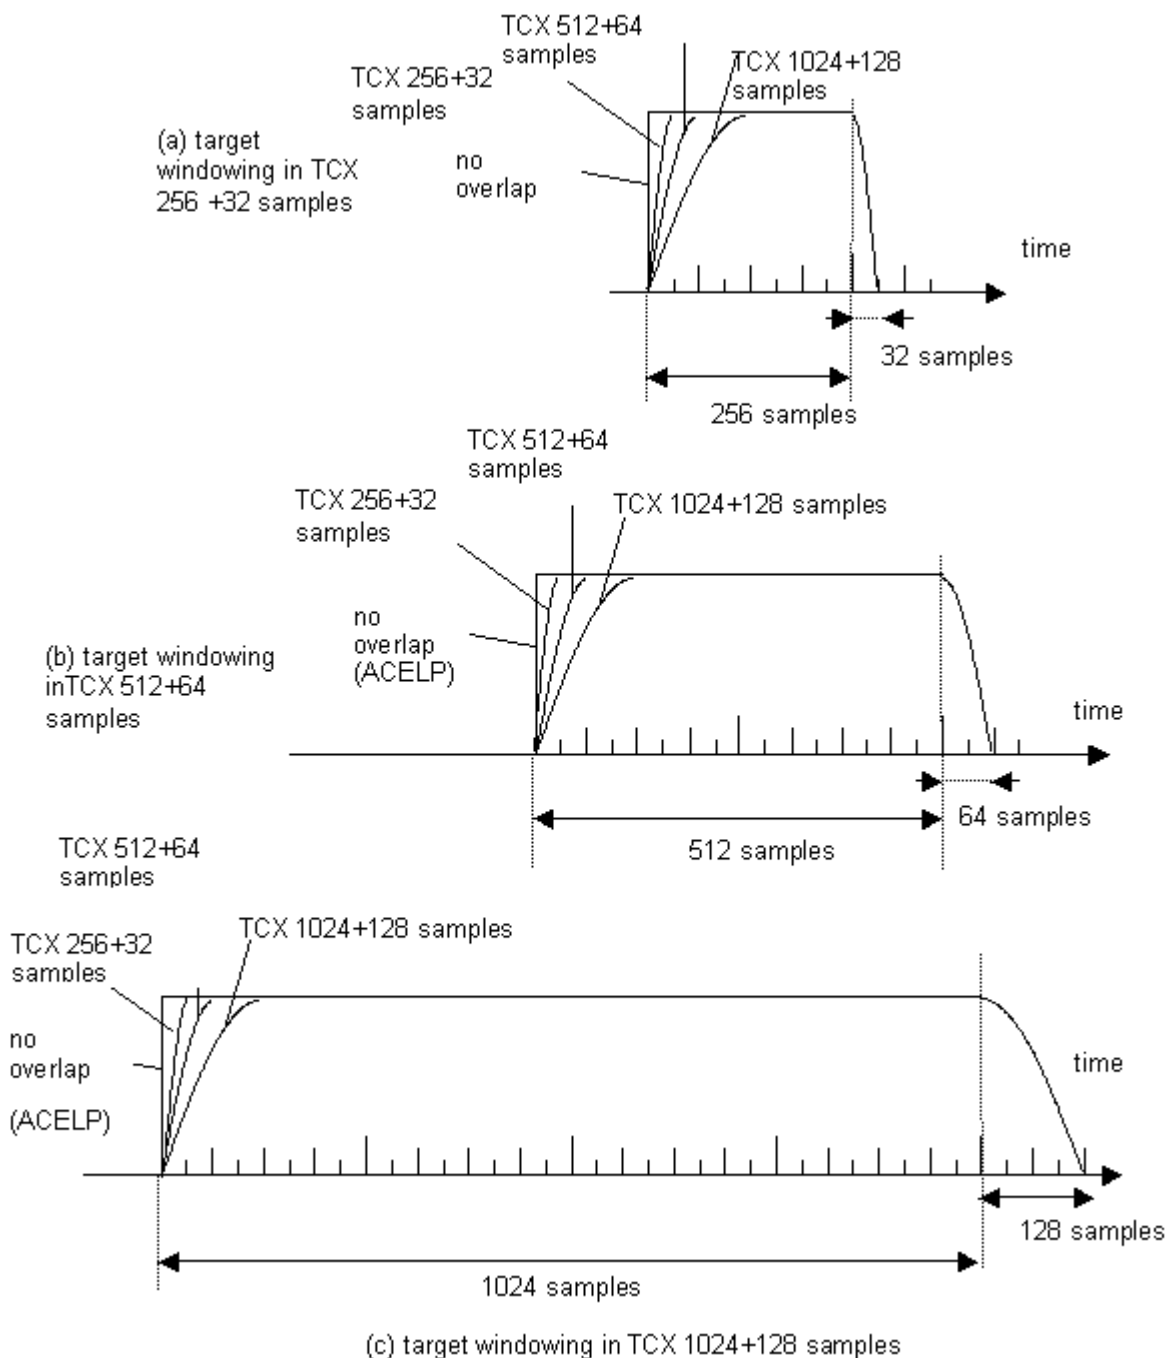 TCX 512+64
samples
TCX 256+32
samples
TCX 1024+128
samples
(a) target
windowing in TCX
256 +32 samples
no
overlap
time
32 samples
256 samples
TCX 512+64
samples
TCX 256+32
samples
TCX 1024+128 samples
no
overlap
(ACELP)
(b) target windowing
inTCX 512+64
samples
time
64 samples
512 samples
TCX 512+64
samples
TCX 256+32
samples
TCX 1024+128 samples
no
overlap
(ACELP)
time
128 samples
1024 samples
(c) target windowing in TCX 1024+128 samples